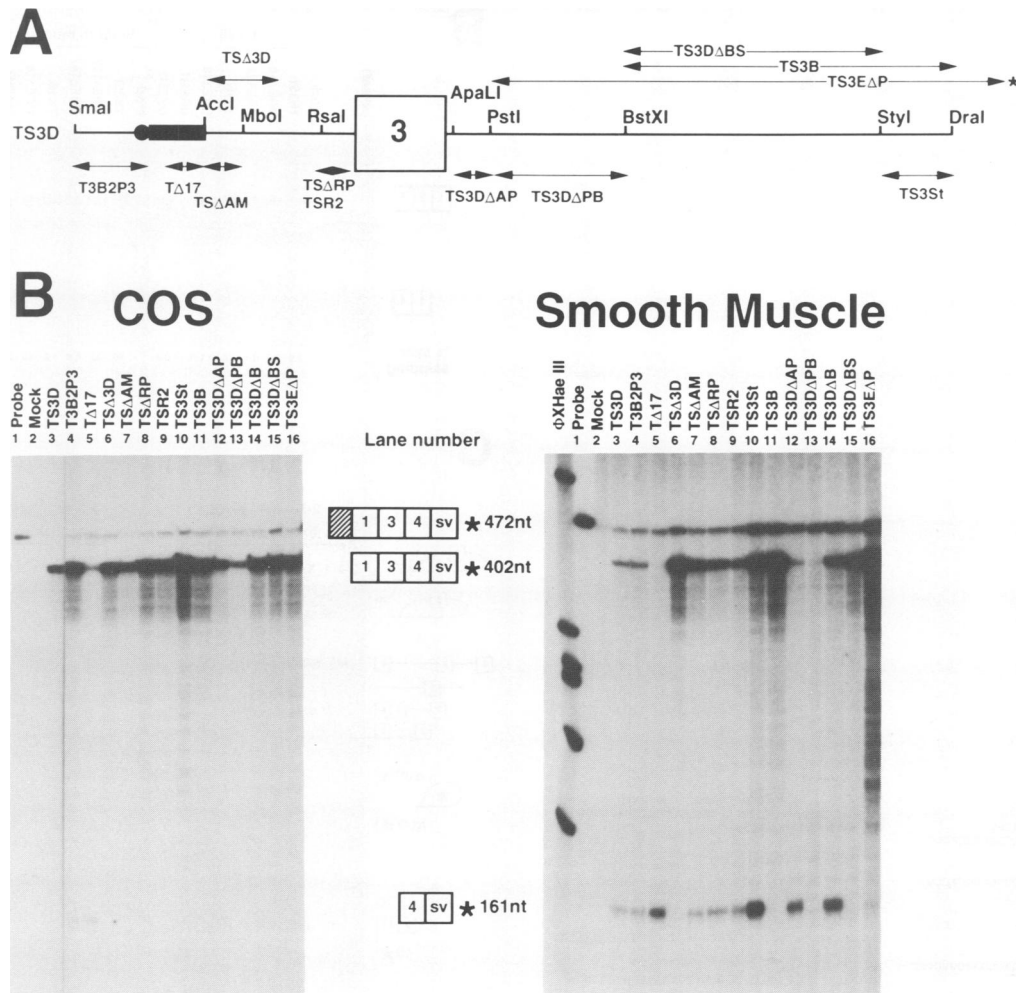 A
TSΔ3D
TS3DΔBS
TS3B
TS3EΔP *
SmaI AccI MboI RsaI ApaLI PstI BstXI StyI DraI
TS3D 3
T3B2P3 TΔ17 TSΔAM TSΔRP TS3DΔAP TS3DΔPB TS3St
TSR2
B COS Smooth Muscle
Probe Mock TS3D T3B2P3 TΔ17 TSΔ3D TSΔAM TSΔRP TSR2 TS3St TS3B TS3DΔAP TS3DΔPB TS3DΔB TS3DΔBS TS3EΔP
1 2 3 4 5 6 7 8 9 10 11 12 13 14 15 16
Lane number
ΦXHae III Probe Mock TS3D T3B2P3 TΔ17 TSΔ3D TSΔAM TSΔRP TSR2 TS3St TS3B TS3DΔAP TS3DΔPB TS3DΔB TS3DΔBS TS3EΔP
1 2 3 4 5 6 7 8 9 10 11 12 13 14 15 16
1 3 4 sv * 472nt
1 3 4 sv * 402nt
4 sv * 161nt